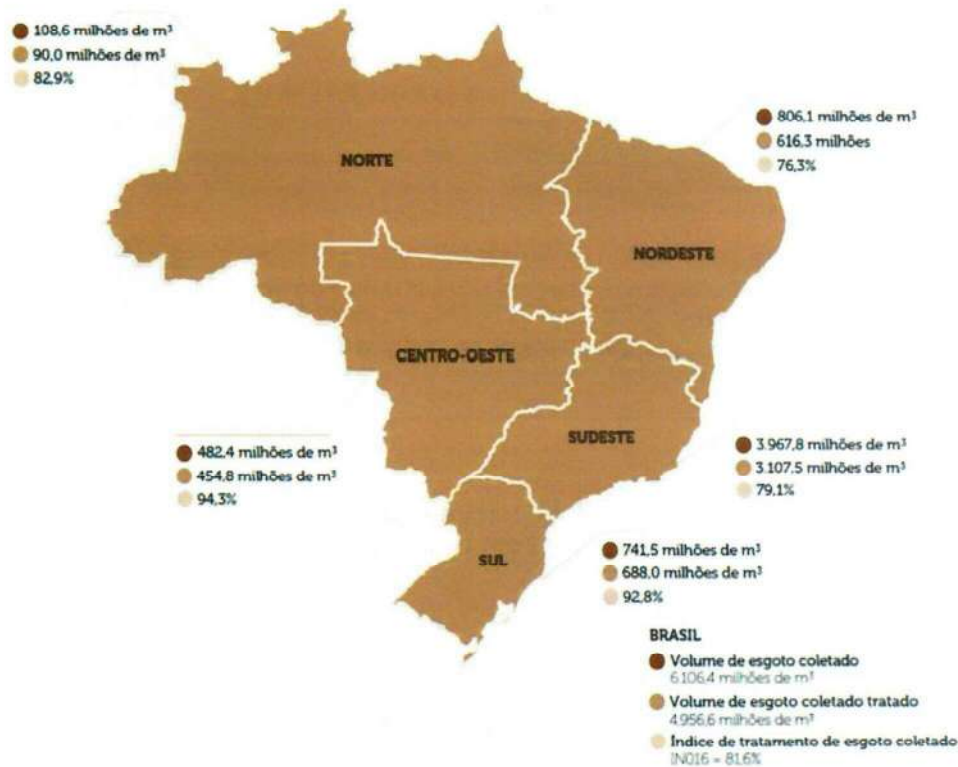 108,6 milhões de m³
90,0 milhões de m³
82,9%
806,1 milhões de m³
616,3 milhões
76,3%
NORTE
NORDESTE
CENTRO-OESTE
SUDESTE
482,4 milhões de m³
454,8 milhões de m³
94,3%
3.967,8 milhões de m³
3.107,5 milhões de m³
79,1%
SUL
741,5 milhões de m³
688,0 milhões de m³
92,8%
BRASIL
Volume de esgoto coletado
6.106,4 milhões de m³
Volume de esgoto coletado tratado
4.956,6 milhões de m³
Índice de tratamento de esgoto coletado
IN016 = 81,6%